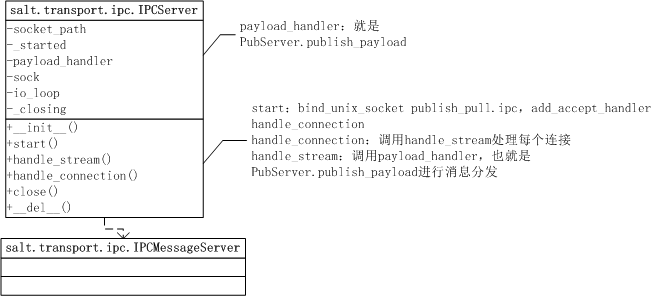 salt.transport.ipc.IPCServer
-socket_path
-_started
-payload_handler
-sock
-io_loop
-_closing
+__init__()
+start()
+handle_stream()
+handle_connection()
+close()
+__del__()
payload_handler：就是
PubServer.publish_payload
start：bind_unix_socket publish_pull.ipc，add_accept_handler
handle_connection
handle_connection：调用handle_stream处理每个连接
handle_stream：调用payload_handler，也就是
PubServer.publish_payload进行消息分发
salt.transport.ipc.IPCMessageServer